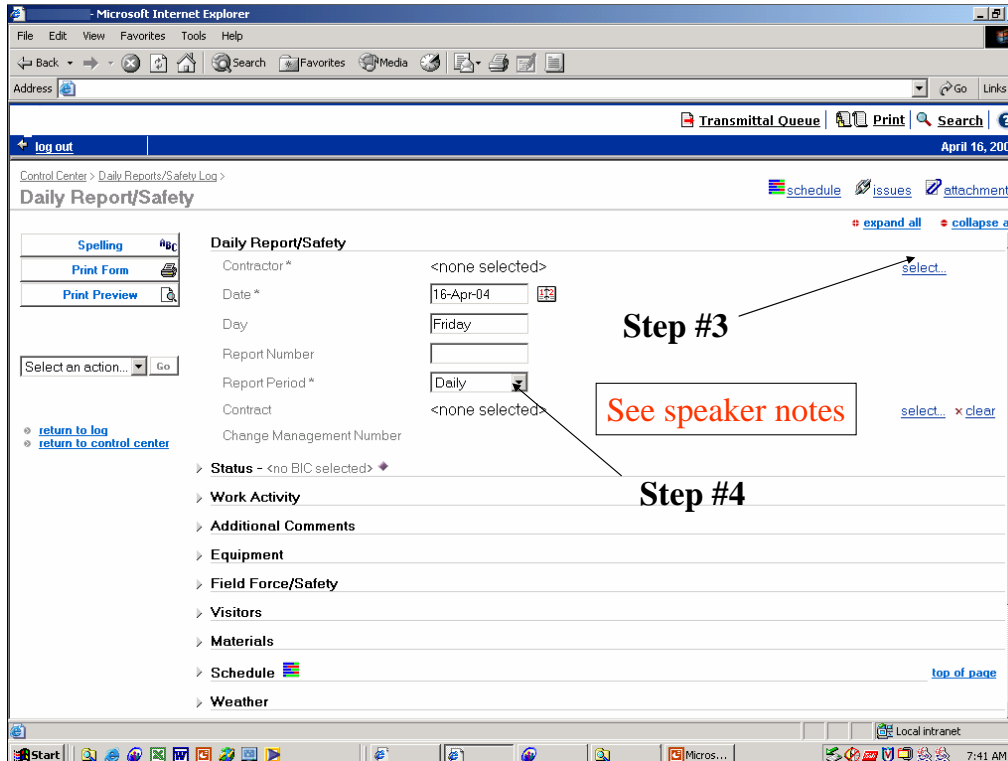 - Microsoft Internet Explorer
File Edit View Favorites Tools Help
Back Search Favorites Media
Address Go Links
Transmittal Queue Print Search
log out April 16, 200
Control Center > Daily Reports/Safety Log >
Daily Report/Safety schedule issues attachment
expand all collapse a
Spelling ABC Daily Report/Safety
Contractor * <none selected> select...
Print Form
Print Preview Date * 16-Apr-04 12
Day Friday Step #3
Report Number
Select an action... Go
Report Period * Daily
Contract <none selected> See speaker notes select... × clear
return to log
return to control center Change Management Number
Status - <no BIC selected>
Step #4
Work Activity
Additional Comments
Equipment
Field Force/Safety
Visitors
Materials
Schedule top of page
Weather
Local intranet
Start Micros... 7:41 AM